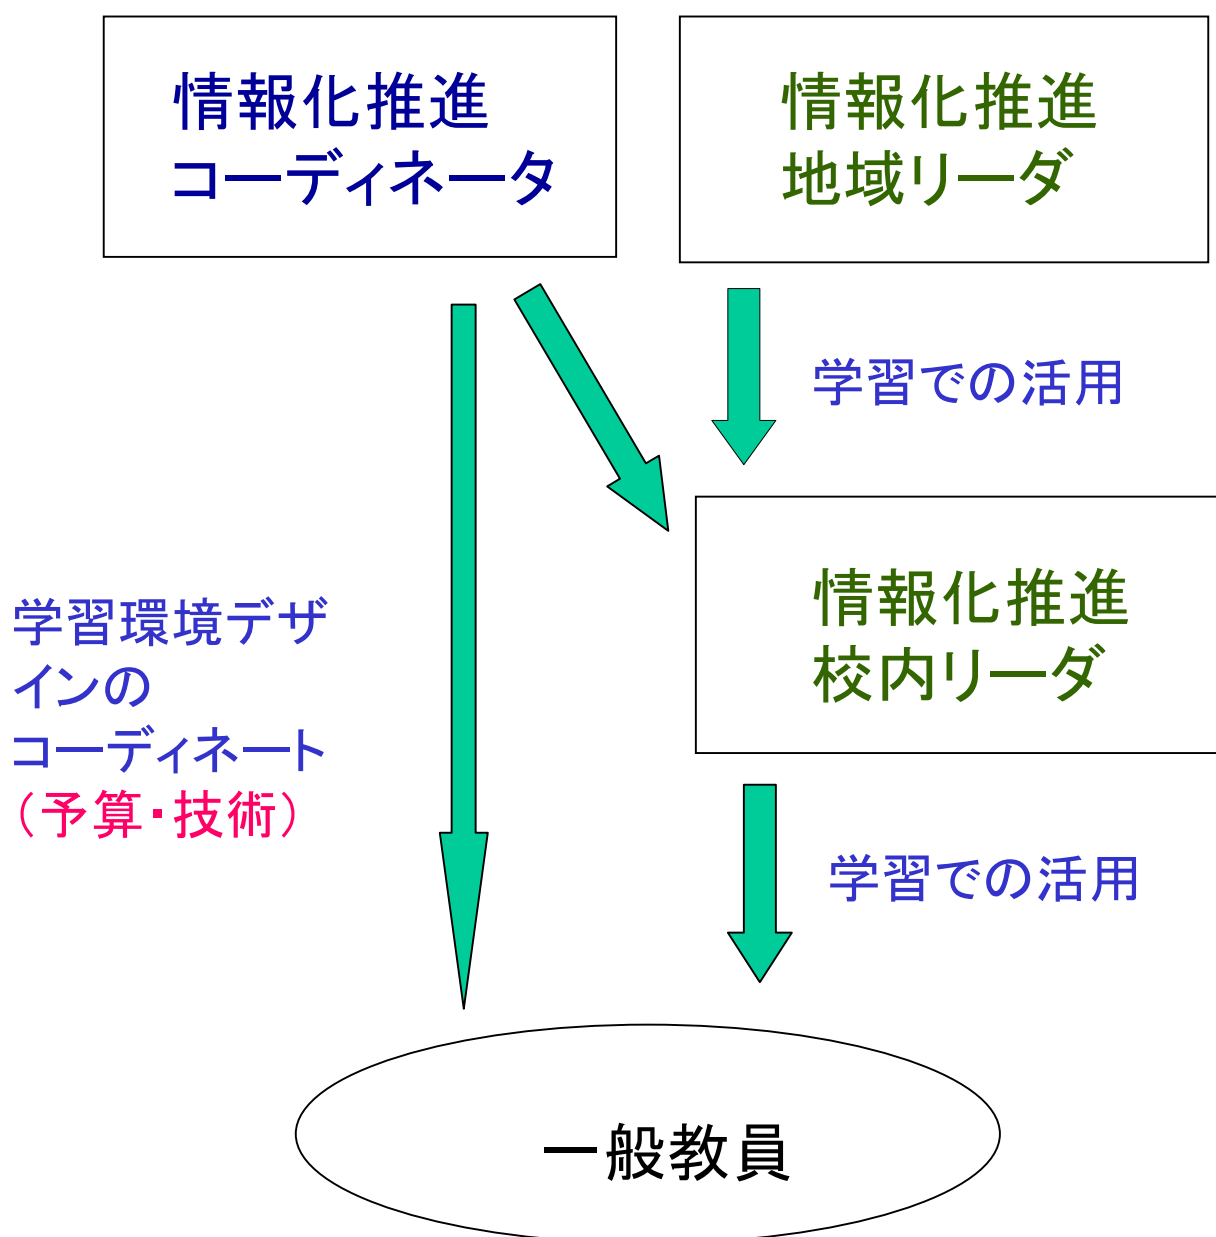 情報化推進
コーディネータ
情報化推進
地域リーダ
学習での活用
情報化推進
校内リーダ
学習環境デザ
インの
コーディネート
（予算・技術）
学習での活用
一般教員